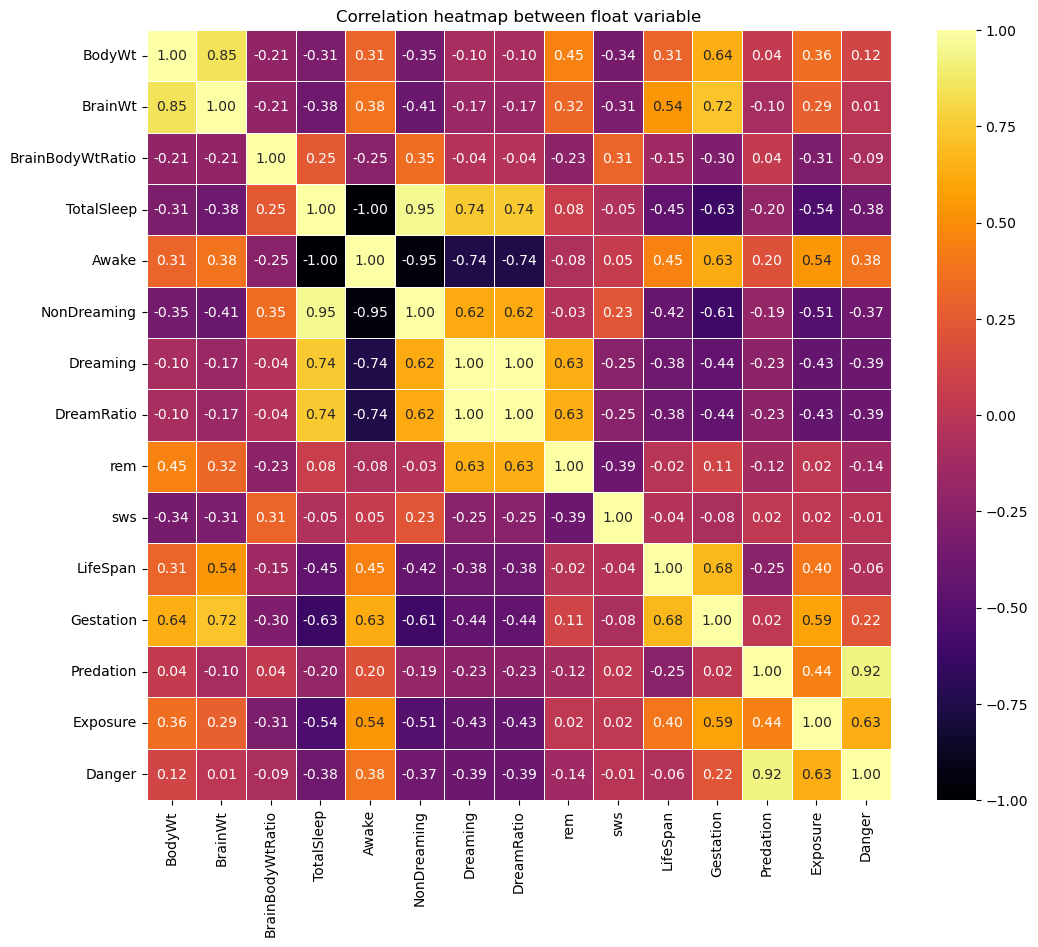 Correlation heatmap between float variable
BodyWt 1.00 0.85 -0.21 -0.31 0.31 -0.35 -0.10 -0.10 0.45 -0.34 0.31 0.64 0.04 0.36 0.12
BrainWt 0.85 1.00 -0.21 -0.38 0.38 -0.41 -0.17 -0.17 0.32 -0.31 0.54 0.72 -0.10 0.29 0.01
BrainBodyWtRatio -0.21 -0.21 1.00 0.25 -0.25 0.35 -0.04 -0.04 -0.23 0.31 -0.15 -0.30 0.04 -0.31 -0.09
TotalSleep -0.31 -0.38 0.25 1.00 -1.00 0.95 0.74 0.74 0.08 -0.05 -0.45 -0.63 -0.20 -0.54 -0.38
Awake 0.31 0.38 -0.25 -1.00 1.00 -0.95 -0.74 -0.74 -0.08 0.05 0.45 0.63 0.20 0.54 0.38
NonDreaming -0.35 -0.41 0.35 0.95 -0.95 1.00 0.62 0.62 -0.03 0.23 -0.42 -0.61 -0.19 -0.51 -0.37
Dreaming -0.10 -0.17 -0.04 0.74 -0.74 0.62 1.00 1.00 0.63 -0.25 -0.38 -0.44 -0.23 -0.43 -0.39
DreamRatio -0.10 -0.17 -0.04 0.74 -0.74 0.62 1.00 1.00 0.63 -0.25 -0.38 -0.44 -0.23 -0.43 -0.39
rem 0.45 0.32 -0.23 0.08 -0.08 -0.03 0.63 0.63 1.00 -0.39 -0.02 0.11 -0.12 0.02 -0.14
sws -0.34 -0.31 0.31 -0.05 0.05 0.23 -0.25 -0.25 -0.39 1.00 -0.04 -0.08 0.02 0.02 -0.01
LifeSpan 0.31 0.54 -0.15 -0.45 0.45 -0.42 -0.38 -0.38 -0.02 -0.04 1.00 0.68 -0.25 0.40 -0.06
Gestation 0.64 0.72 -0.30 -0.63 0.63 -0.61 -0.44 -0.44 0.11 -0.08 0.68 1.00 0.02 0.59 0.22
Predation 0.04 -0.10 0.04 -0.20 0.20 -0.19 -0.23 -0.23 -0.12 0.02 -0.25 0.02 1.00 0.44 0.92
Exposure 0.36 0.29 -0.31 -0.54 0.54 -0.51 -0.43 -0.43 0.02 0.02 0.40 0.59 0.44 1.00 0.63
Danger 0.12 0.01 -0.09 -0.38 0.38 -0.37 -0.39 -0.39 -0.14 -0.01 -0.06 0.22 0.92 0.63 1.00
BodyWt
BrainWt
BrainBodyWtRatio
TotalSleep
Awake
NonDreaming
Dreaming
DreamRatio
rem
sws
LifeSpan
Gestation
Predation
Exposure
Danger
1.00
0.75
0.50
0.25
0.00
−0.25
−0.50
−0.75
−1.00